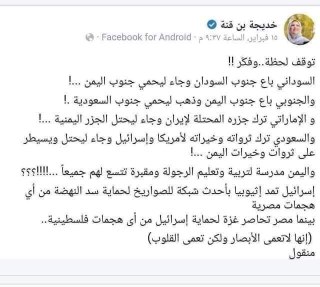 خديجة بن قنة
١٥ فبراير، الساعة ٩:٣٧ م · Facebook for Android ·
توقف لحظة..وفكّر !!
السوداني باع جنوب السودان وجاء ليحمي جنوب اليمن ...!
والجنوبي باع جنوب اليمن وذهب ليحمي جنوب السعودية .!
و الإماراتي ترك جزره المحتلة لإيران وجاء ليحتل الجزر اليمنية ..!
والسعودي ترك ثرواته وخيراته لأمريكا وإسرائيل وجاء ليحتل ويسيطر
على ثروات وخيرات اليمن ...!
واليمن مدرسة لتربية وتعليم الرجولة ومقبرة تتسع لهم جميعاً ...!!!!؟؟؟
إسرائيل تمد إثيوبيا بأحدث شبكة للصواريخ لحماية سد النهضة من أي
هجمات مصرية
بينما مصر تحاصر غزة لحماية إسرائيل من أى هجمات فلسطينية..
(إنها لاتعمى الأبصار ولكن تعمى القلوب)
منقول